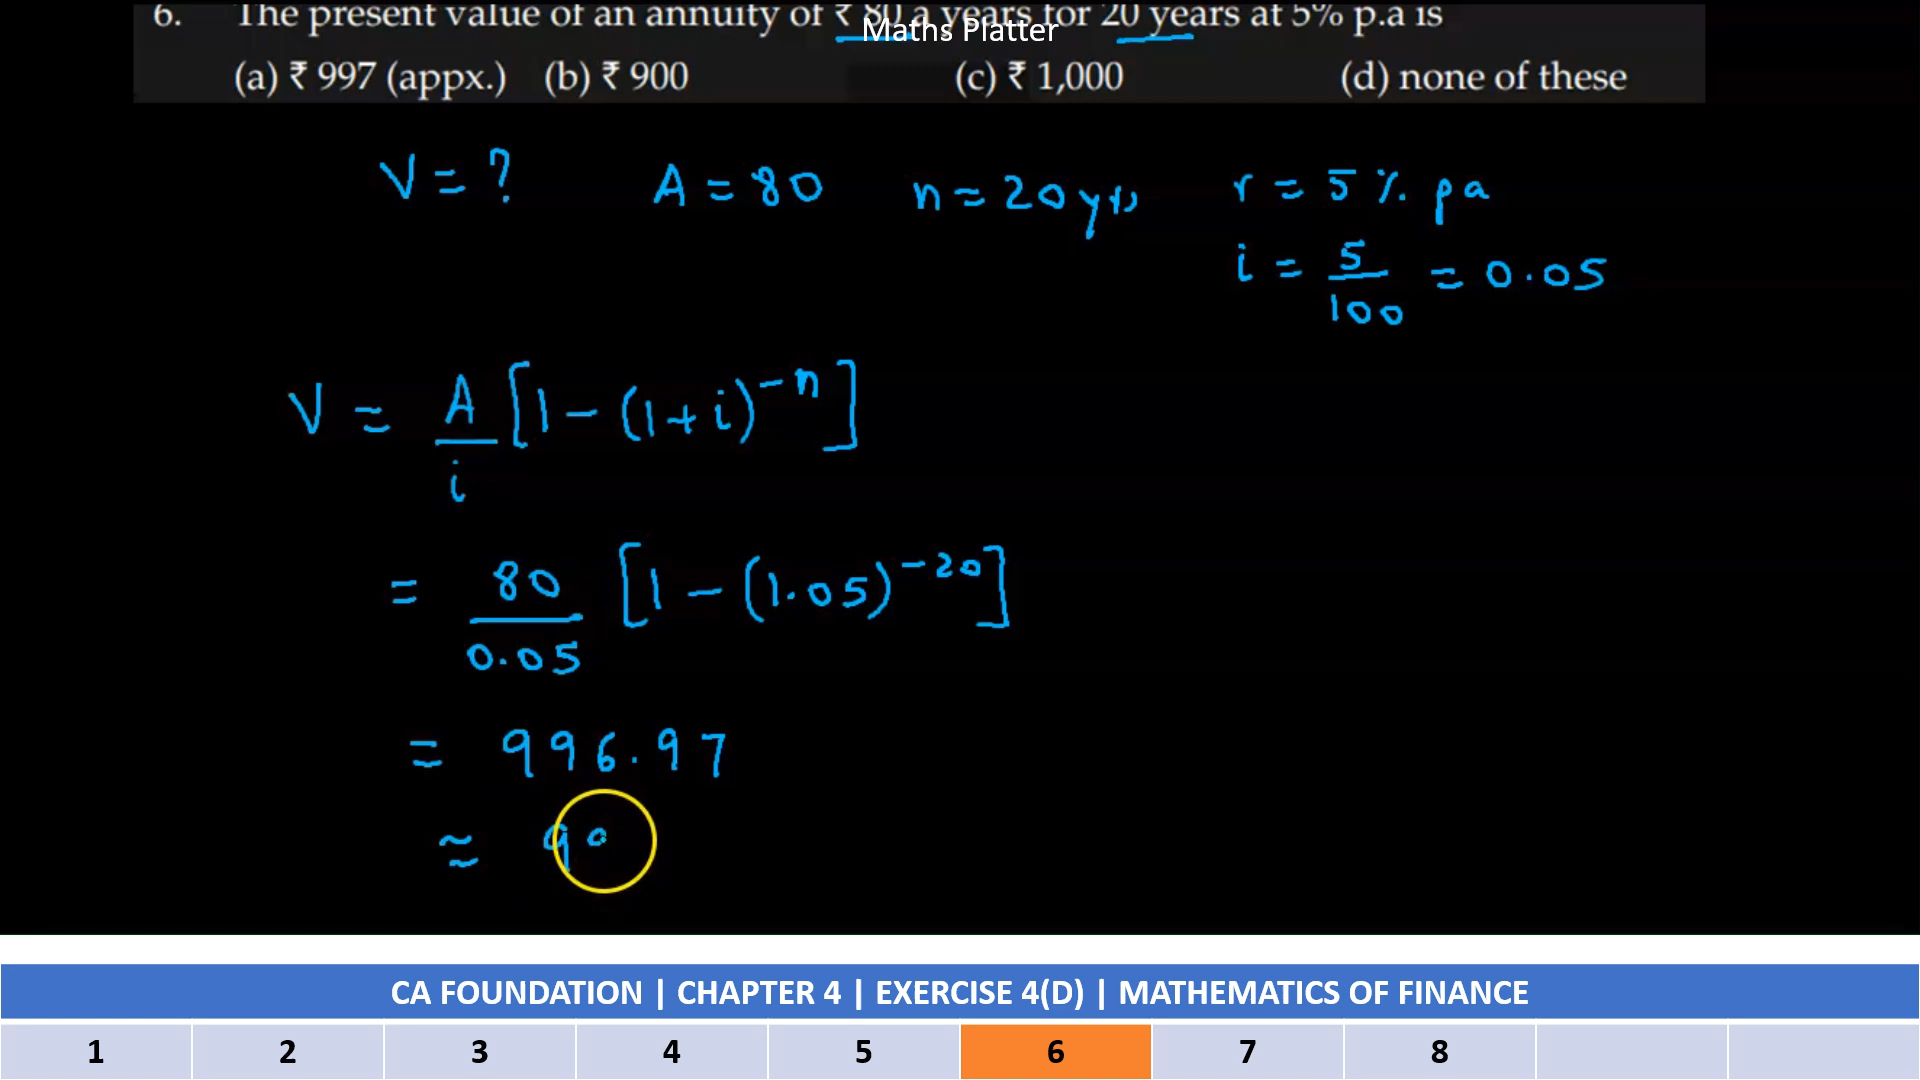 6. The present value of an annuity of ₹ 80 a years for 20 years at 5% p.a is
Maths Platter
(a) ₹ 997 (appx.) (b) ₹ 900 (c) ₹ 1,000 (d) none of these
V = ? A = 80 n = 20 yrs r = 5 % pa
i = 5/100 = 0.05
V = A/i [1 - (1 + i)^-n]
= 80/0.05 [1 - (1.05)^-20]
= 996.97
≈ 9
CA FOUNDATION | CHAPTER 4 | EXERCISE 4(D) | MATHEMATICS OF FINANCE
1 2 3 4 5 6 7 8